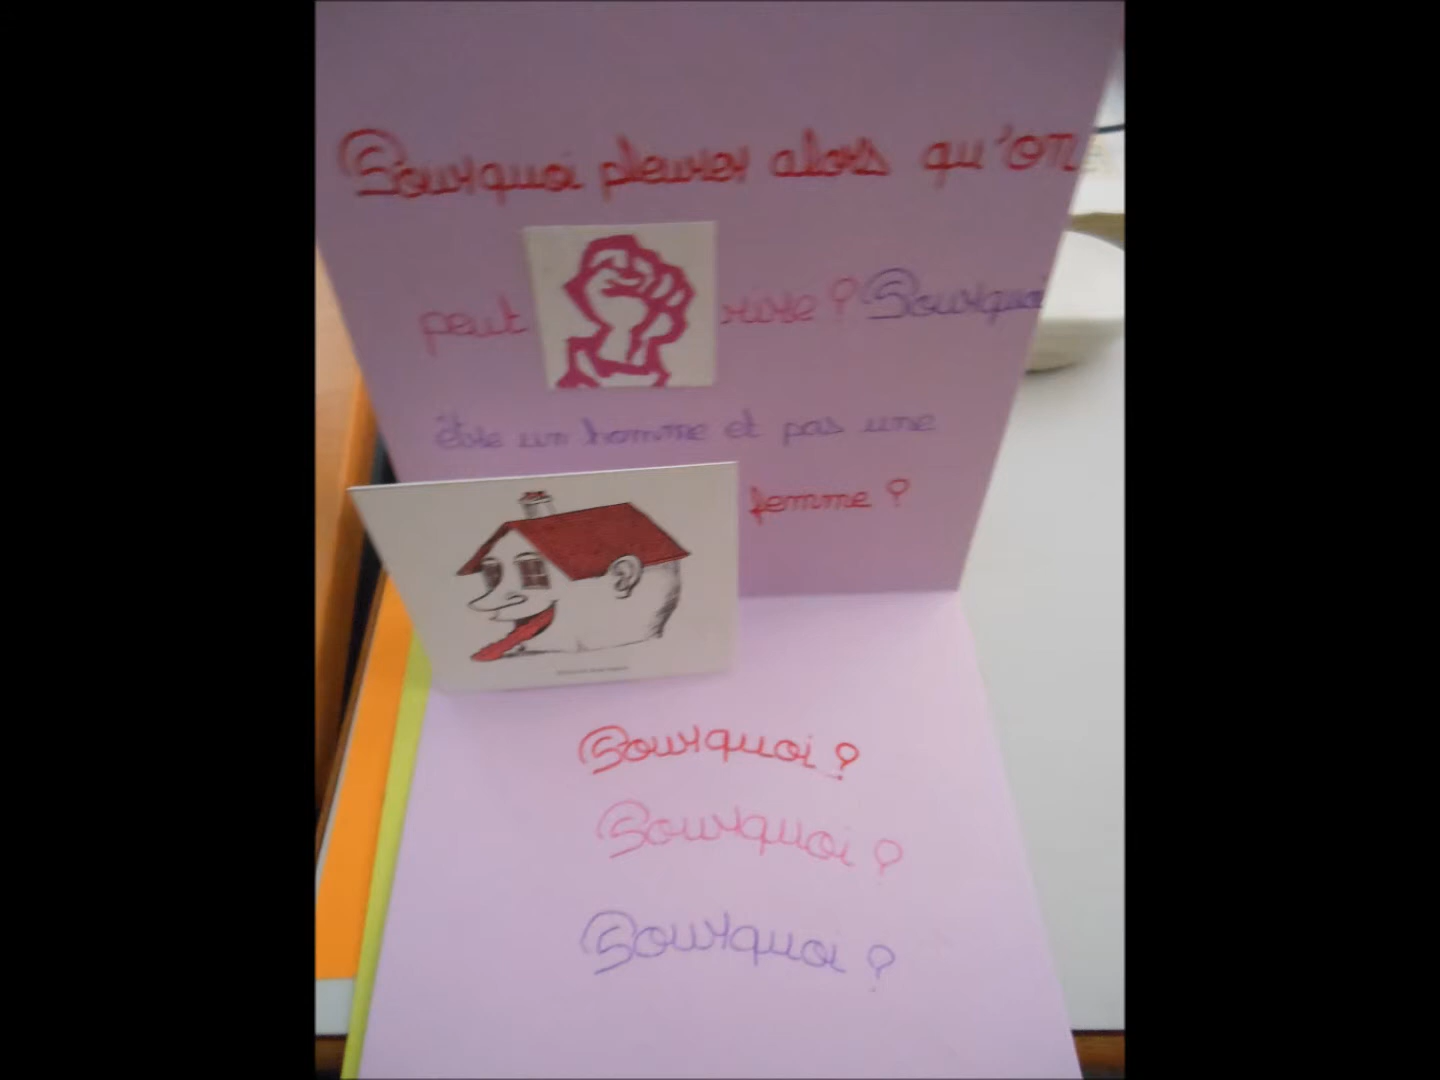 Pourquoi pleurer alors qu'on
peut rire ? Pourquoi
être un homme et pas une
femme ?
Pourquoi ?
Pourquoi ?
Pourquoi ?